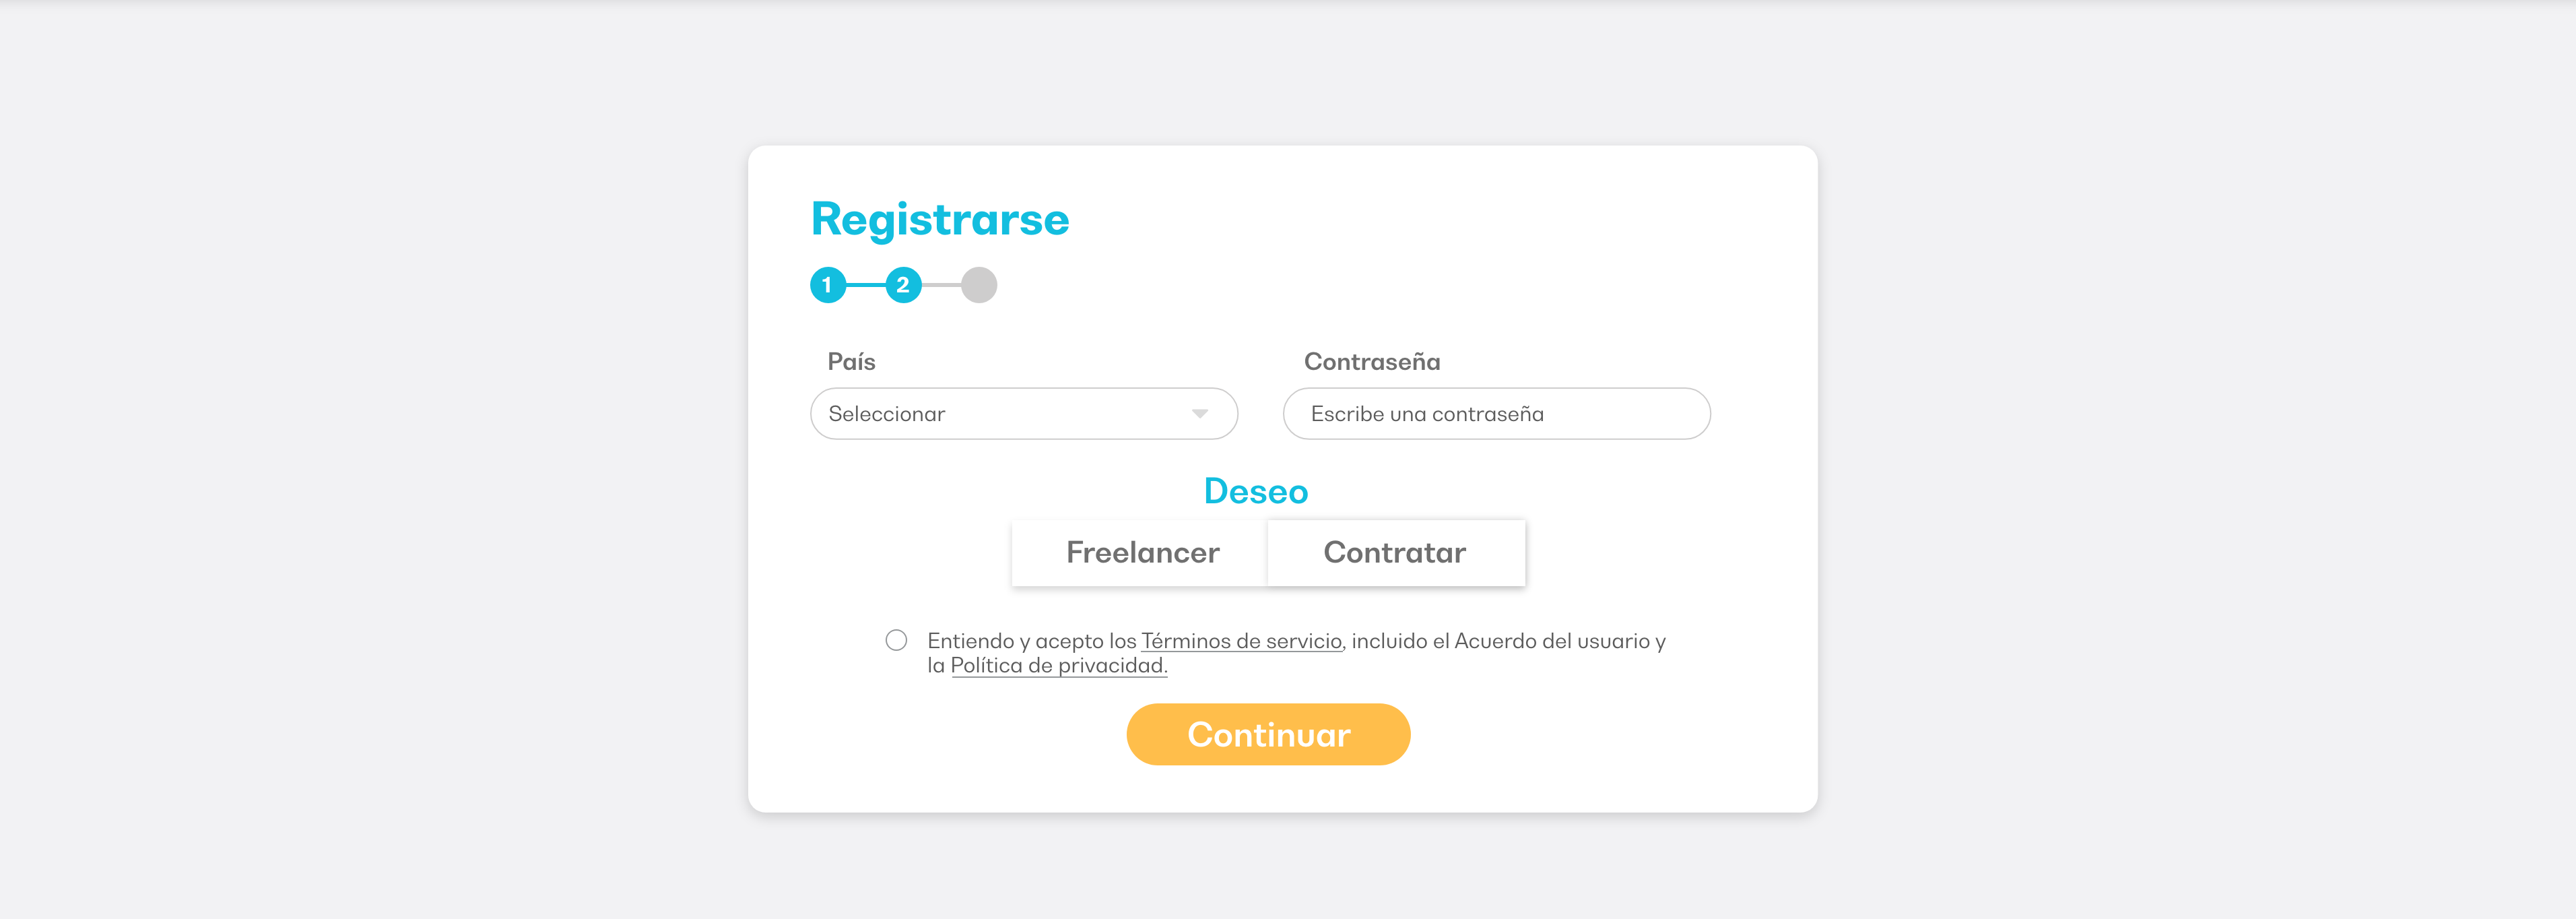 Registrarse
1 2
País
Contraseña
Seleccionar
Escribe una contraseña
Deseo
Freelancer
Contratar
Entiendo y acepto los Términos de servicio, incluido el Acuerdo del usuario y
la Política de privacidad.
Continuar